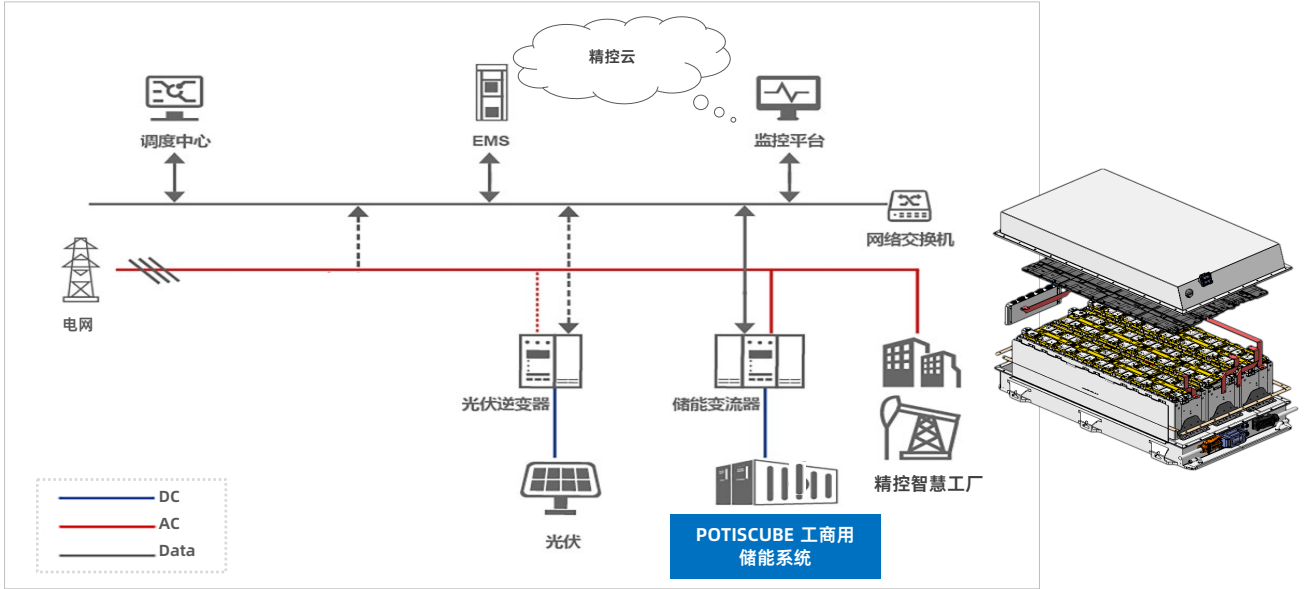 精控云
调度中心
EMS
监控平台
网络交换机
电网
光伏逆变器
储能变流器
精控智慧工厂
光伏
POTISCUBE 工商用
储能系统
DC
AC
Data